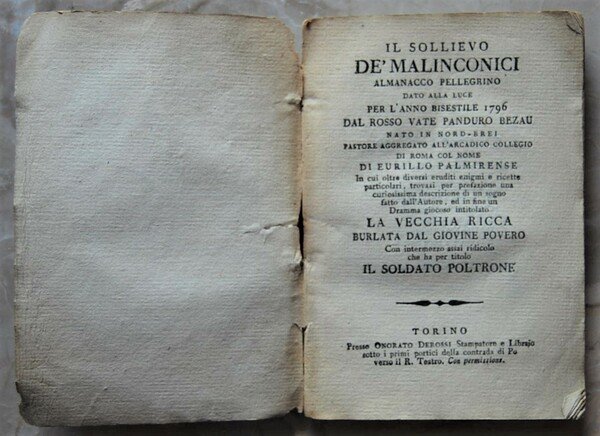 IL SOLLIEVO
DE' MALINCONICI
ALMANACCO PELLEGRINO
DATO ALLA LUCE
PER L'ANNO BISESTILE 1796
DAL ROSSO VATE PANDURO BEZAU
NATO IN NORD-EREI
PASTORE AGGREGATO ALL'ARCADICO COLLEGIO
DI ROMA COL NOME
DI EURILLO PALMIRENSE
In cui oltre diversi eruditi enigmi e ricette
particolari, trovasi per prefazione una
curiosissima descrizione di un sogno
fatto dall'Autore, ed in fine un
Dramma giocoso intitolato
LA VECCHIA RICCA
BURLATA DAL GIOVINE POVERO
Con intermezzo assai ridicolo
che ha per titolo
IL SOLDATO POLTRONE
TORINO
Presso ONORATO DEROSSI Stampatore e Librajo
sotto i primi portici della contrada di Po
verso il R. Teatro. Con permissione.